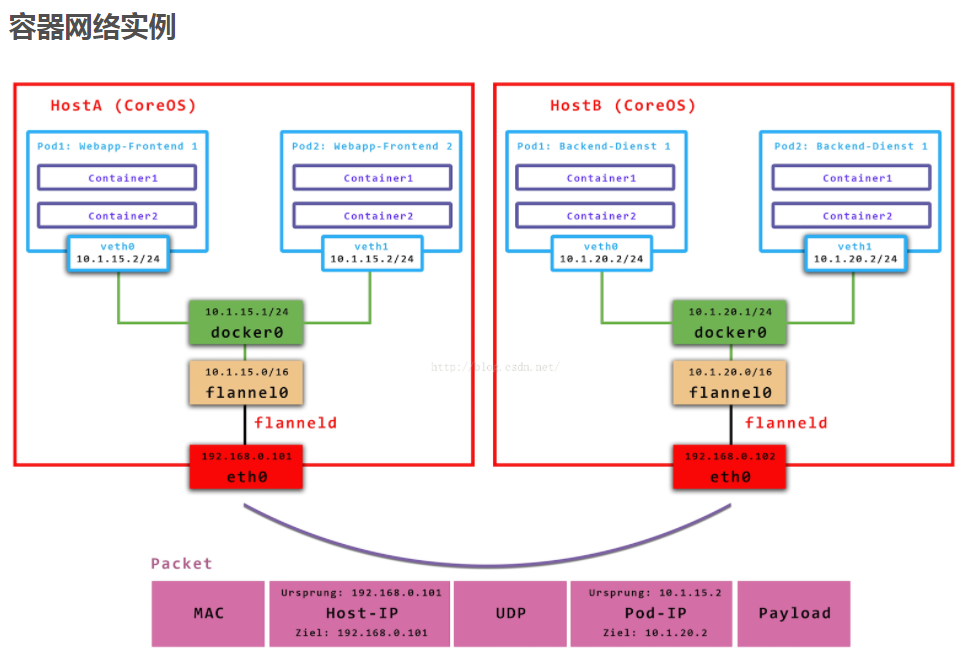 容器网络实例
HostA (CoreOS)
Pod1: Webapp-Frontend 1
Container1
Container2
veth0
10.1.15.2/24
Pod2: Webapp-Frontend 2
Container1
Container2
veth1
10.1.15.2/24
10.1.15.1/24
docker0
10.1.15.0/16
flannel0
flanneld
192.168.0.101
eth0
HostB (CoreOS)
Pod1: Backend-Dienst 1
Container1
Container2
veth0
10.1.20.2/24
Pod2: Backend-Dienst 1
Container1
Container2
veth1
10.1.20.2/24
10.1.20.1/24
docker0
10.1.20.0/16
flannel0
flanneld
192.168.0.102
eth0
http://blog.csdn.net/
Packet
MAC
Ursprung: 192.168.0.101
Host-IP
Ziel: 192.168.0.101
UDP
Ursprung: 10.1.15.2
Pod-IP
Ziel: 10.1.20.2
Payload